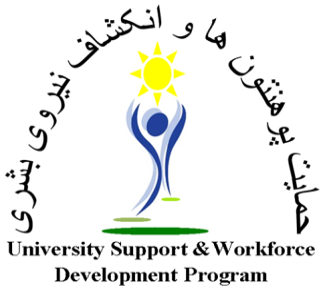 حمایت پوهنتون ها و انکشاف نیروی بشری
University Support & Workforce
Development Program